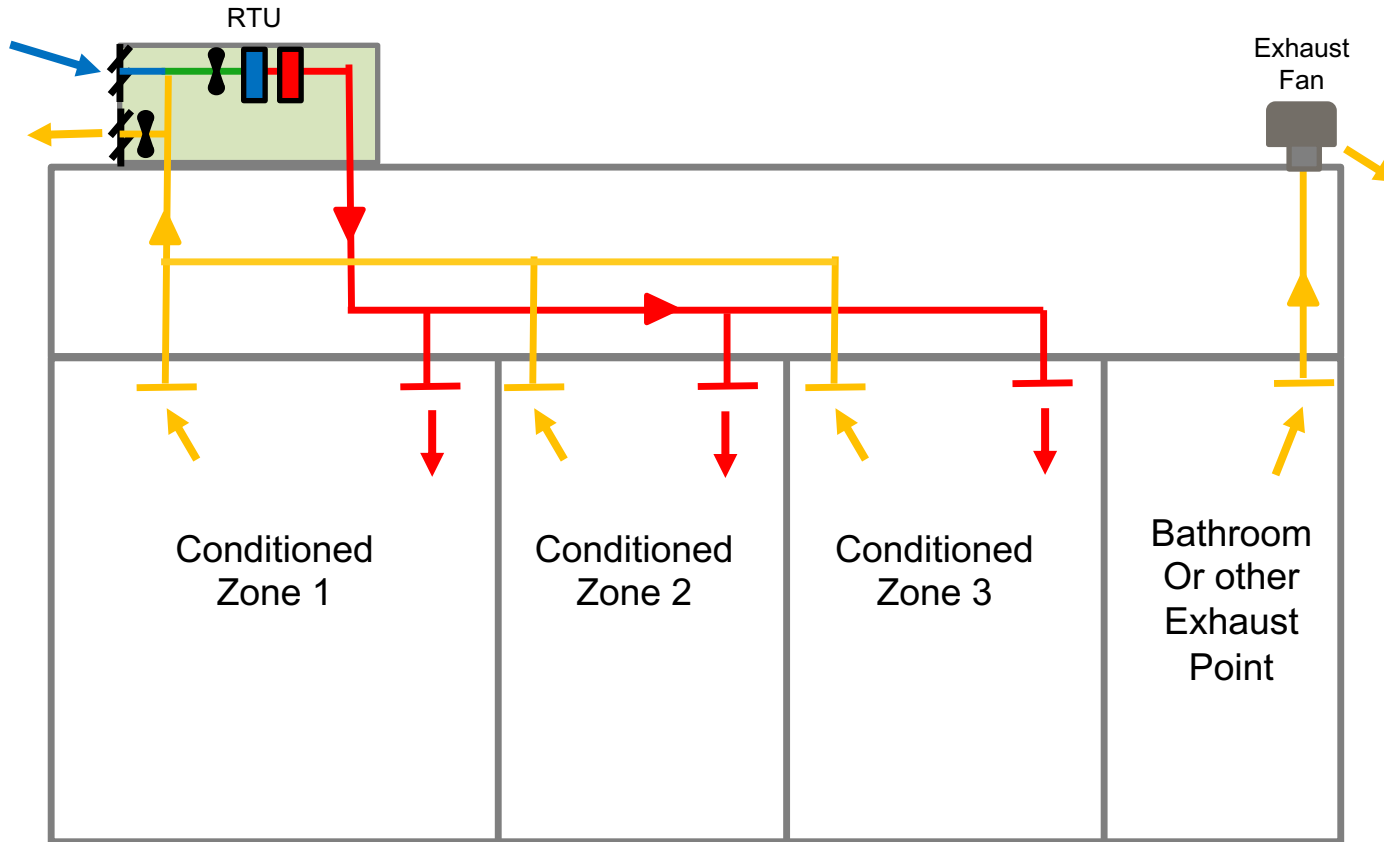 RTU
Exhaust
Fan
Conditioned
Zone 1
Conditioned
Zone 2
Conditioned
Zone 3
Bathroom
Or other
Exhaust
Point